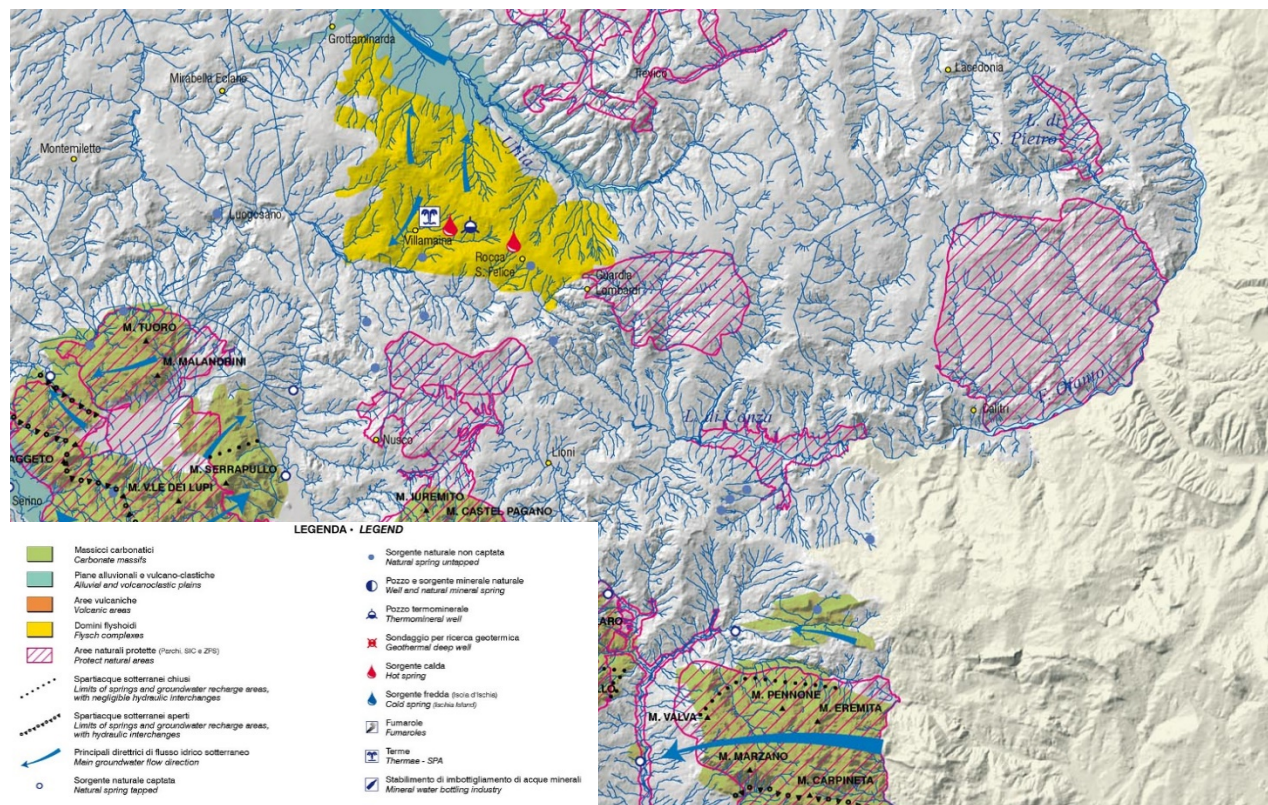 Grottaminarda
Mirabella Eclano
Trevico
Lacedonia
L. di
S. Pietro
Montemiletto
F. Ufita
Luogosano
Villamaina
Rocca
S. Felice
Guardia
Lombardi
M. TUORO
M. MALANDRINI
L. di Conza
F. Ofanto
Calitri
Nusco
Lioni
AGGETO
M. SERRAPULLO
M. V.LE DEI LUPI
Serino
M. IUREMITO
M. CASTEL PAGANO
ARO
LO
M. PENNONE
M. EREMITA
M. VALVA
M. MARZANO
M. CARPINETA
LEGENDA • LEGEND
Massicci carbonatici
Carbonate massifs
Piane alluvionali e vulcano-clastiche
Alluvial and volcanoclastic plains
Aree vulcaniche
Volcanic areas
Domini flyshoidi
Flysch complexes
Aree naturali protette (Parchi, SIC e ZPS)
Protect natural areas
Spartiacque sotterranei chiusi
Limits of springs and groundwater recharge areas,
with negligible hydraulic interchanges
Spartiacque sotterranei aperti
Limits of springs and groundwater recharge areas,
with hydraulic interchanges
Principali direttrici di flusso idrico sotterraneo
Main groundwater flow direction
Sorgente naturale captata
Natural spring tapped
Sorgente naturale non captata
Natural spring untapped
Pozzo e sorgente minerale naturale
Well and natural mineral spring
Pozzo termominerale
Thermomineral well
Sondaggio per ricerca geotermica
Geothermal deep well
Sorgente calda
Hot spring
Sorgente fredda (Isola d'Ischia)
Cold spring (Ischia Island)
Fumarole
Fumaroles
Terme
Thermae - SPA
Stabilimento di imbottigliamento di acque minerali
Mineral water bottling industry